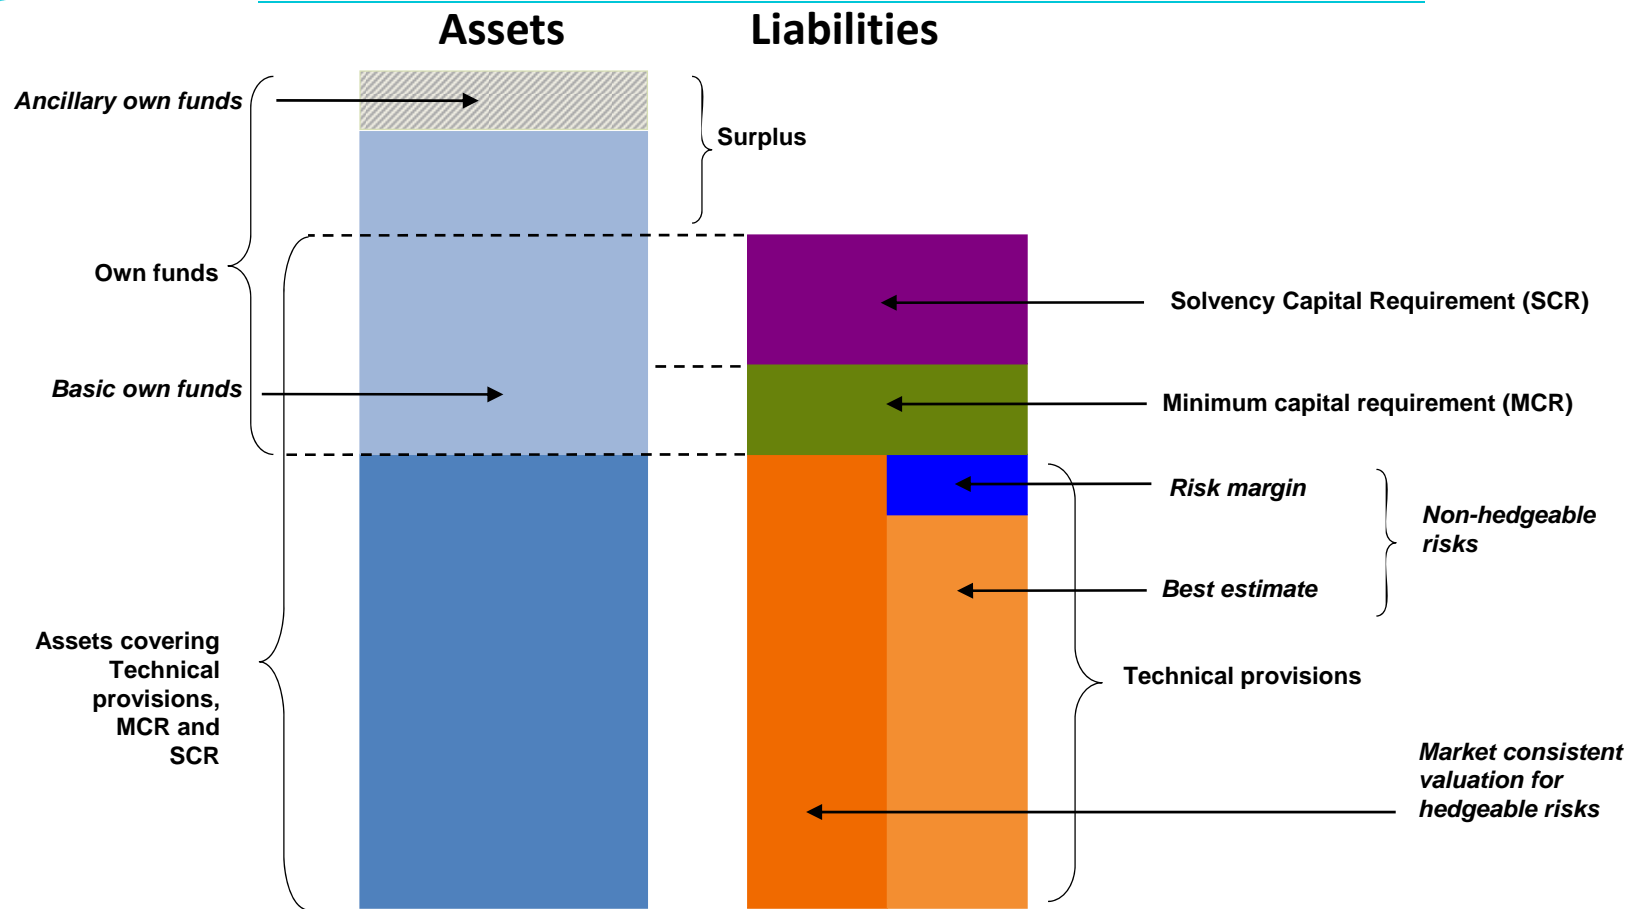 Assets
Liabilities
Ancillary own funds
Surplus
Own funds
Solvency Capital Requirement (SCR)
Basic own funds
Minimum capital requirement (MCR)
Risk margin
Non-hedgeable
risks
Best estimate
Assets covering
Technical
provisions,
MCR and
SCR
Technical provisions
Market consistent
valuation for
hedgeable risks